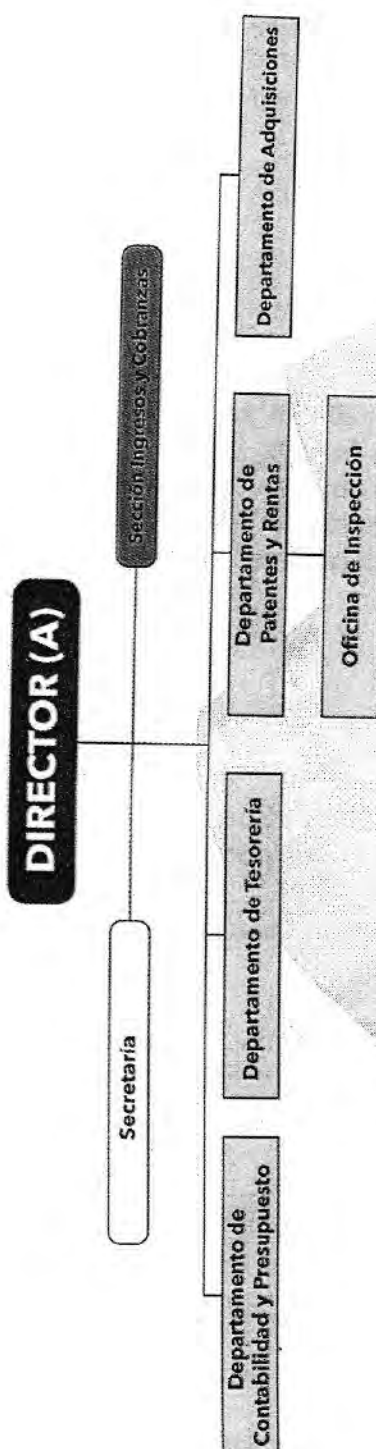 DIRECTOR (A)
Secretaría
Sección Ingresos y Cobranzas
Departamento de
Contabilidad y Presupuesto
Departamento de Tesorería
Departamento de
Patentes y Rentas
Departamento de Adquisiciones
Oficina de Inspección